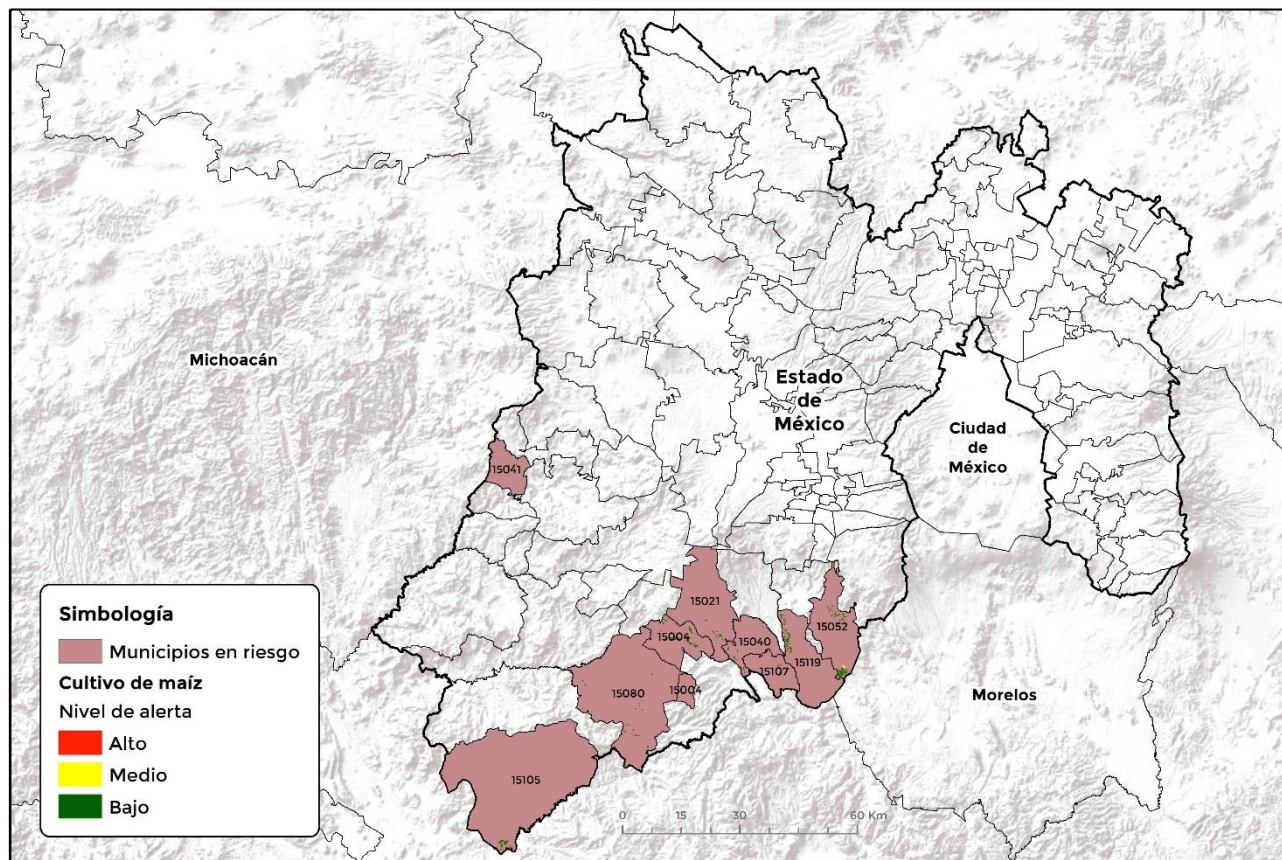 Michoacán
Estado
de
México
Ciudad
de
México
15041
15021
15052
15004
15040
15119
15107
15080
15004
Morelos
15105
Simbología
Municipios en riesgo
Cultivo de maíz
Nivel de alerta
Alto
Medio
Bajo
0 15 30 60 Km